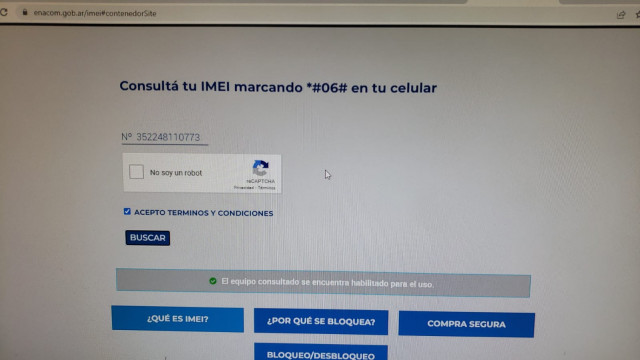 enacom.gob.ar/imei#contenedorSite
Consultá tu IMEI marcando *#06# en tu celular
Nº 352248110773
No soy un robot
reCAPTCHA
Privacidad - Términos
ACEPTO TERMINOS Y CONDICIONES
BUSCAR
El equipo consultado se encuentra habilitado para el uso.
¿QUÉ ES IMEI?
¿POR QUÉ SE BLOQUEA?
COMPRA SEGURA
BLOQUEO/DESBLOQUEO